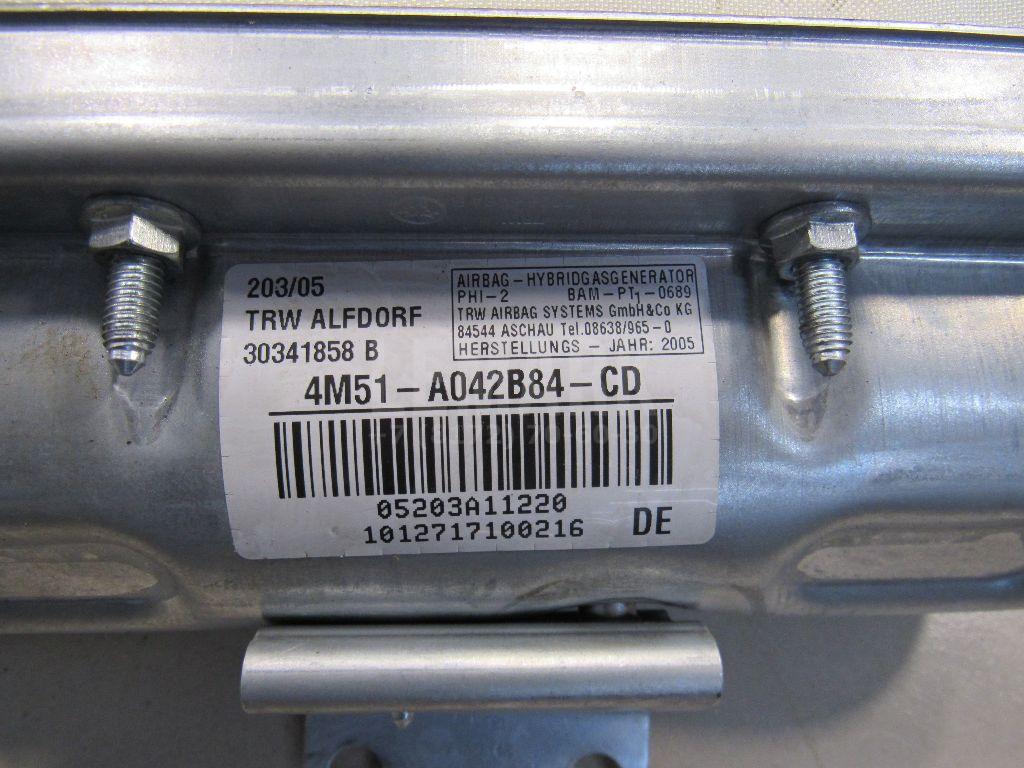 203/05
TRW ALFDORF
30341858 B
AIRBAG - HYBRIDGASGENERATOR
PHI-2 BAM-PT1-0689
TRW AIRBAG SYSTEMS GmbH&Co KG
84544 ASCHAU Tel.08638/965-0
HERSTELLUNGS - JAHR: 2005
4M51-A042B84-CD
05203A11220
1012717100216
DE